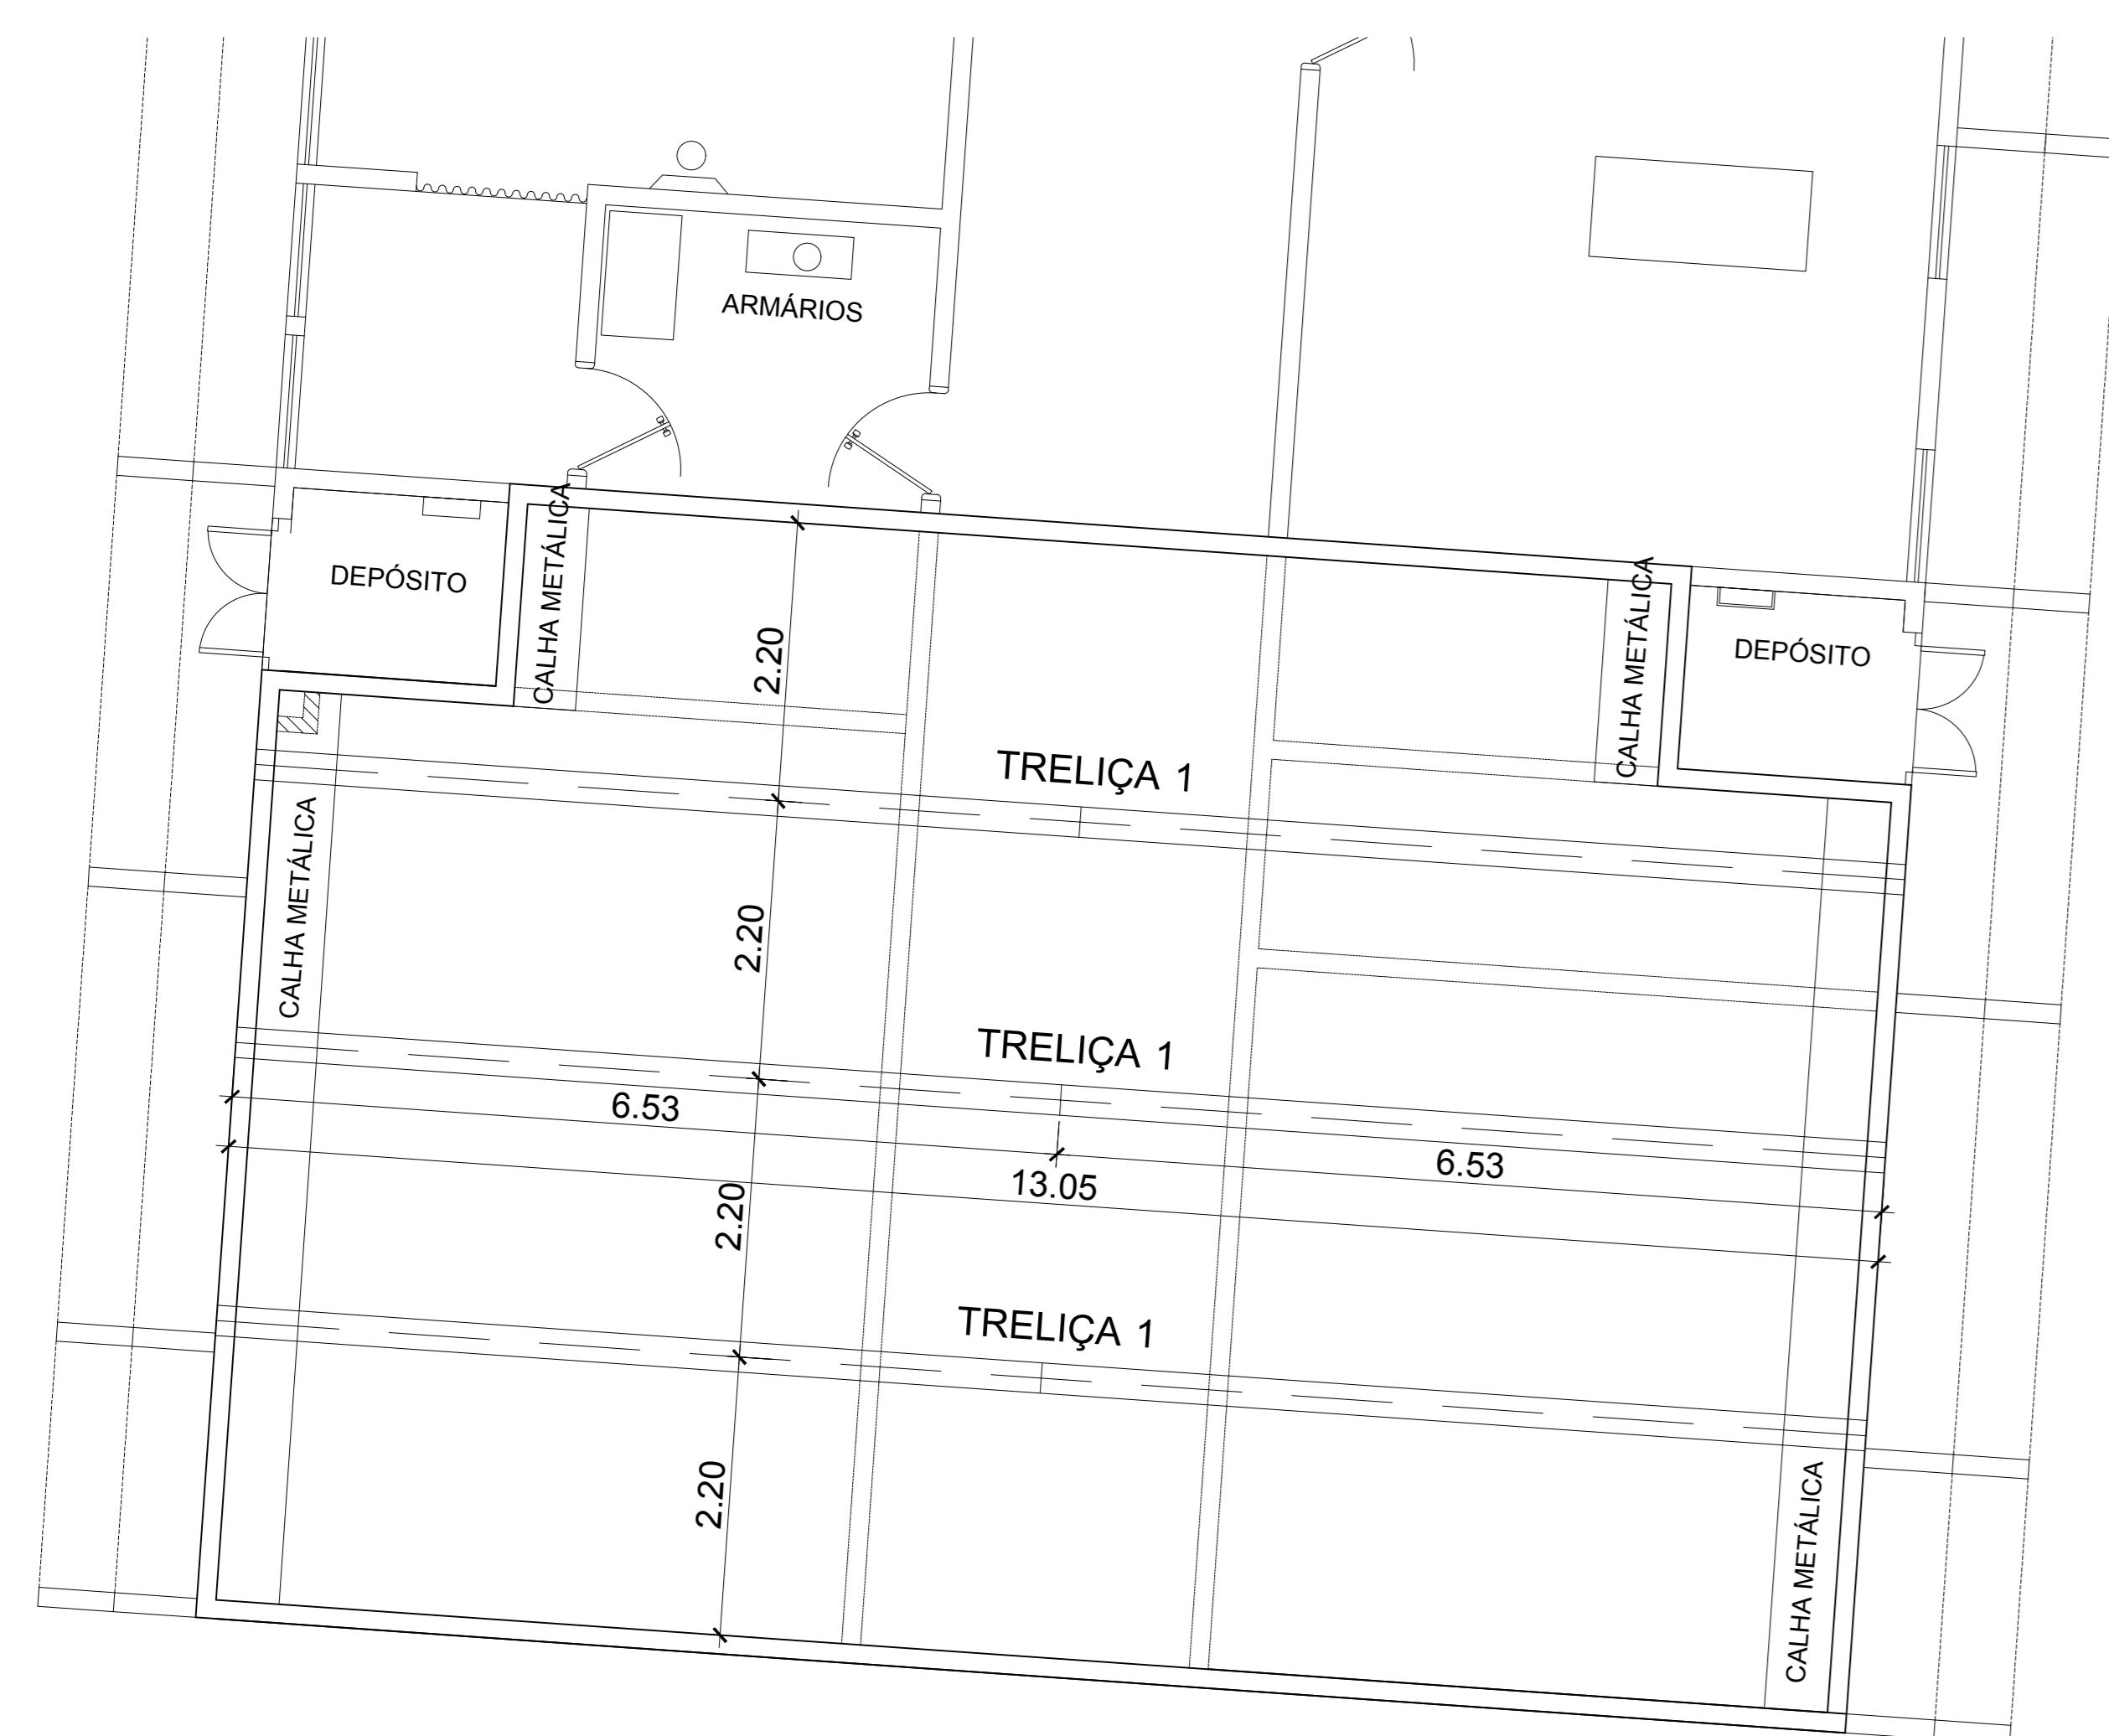 ARMÁRIOS
CALHA METÁLICA
DEPÓSITO
CALHA METÁLICA
DEPÓSITO
2.20
TRELIÇA 1
CALHA METÁLICA
2.20
TRELIÇA 1
6.53
6.53
13.05
2.20
TRELIÇA 1
2.20
CALHA METÁLICA